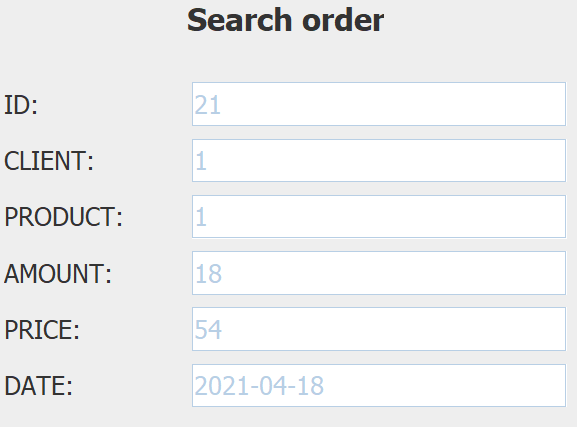 Search order
ID: 21
CLIENT: 1
PRODUCT: 1
AMOUNT: 18
PRICE: 54
DATE: 2021-04-18